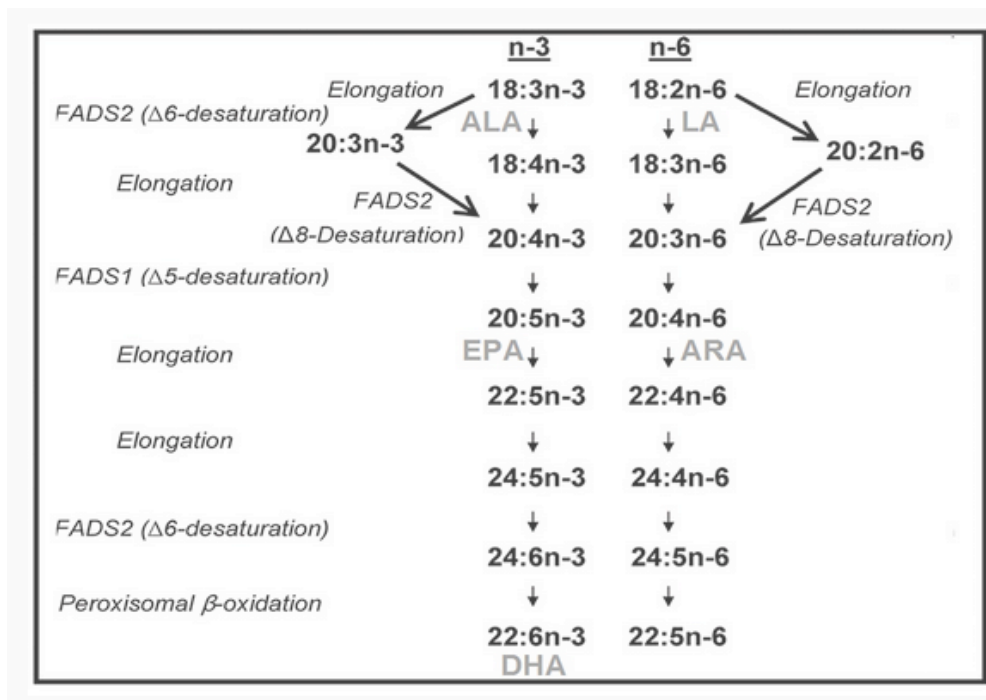 n-3 n-6
Elongation 18:3n-3 18:2n-6 Elongation
FADS2 (Δ6-desaturation) ALA LA
20:3n-3 20:2n-6
18:4n-3 18:3n-6
Elongation
FADS2 FADS2
(Δ8-Desaturation) 20:4n-3 20:3n-6 (Δ8-Desaturation)
FADS1 (Δ5-desaturation)
20:5n-3 20:4n-6
Elongation EPA ARA
22:5n-3 22:4n-6
Elongation
24:5n-3 24:4n-6
FADS2 (Δ6-desaturation)
24:6n-3 24:5n-6
Peroxisomal β-oxidation
22:6n-3 22:5n-6
DHA